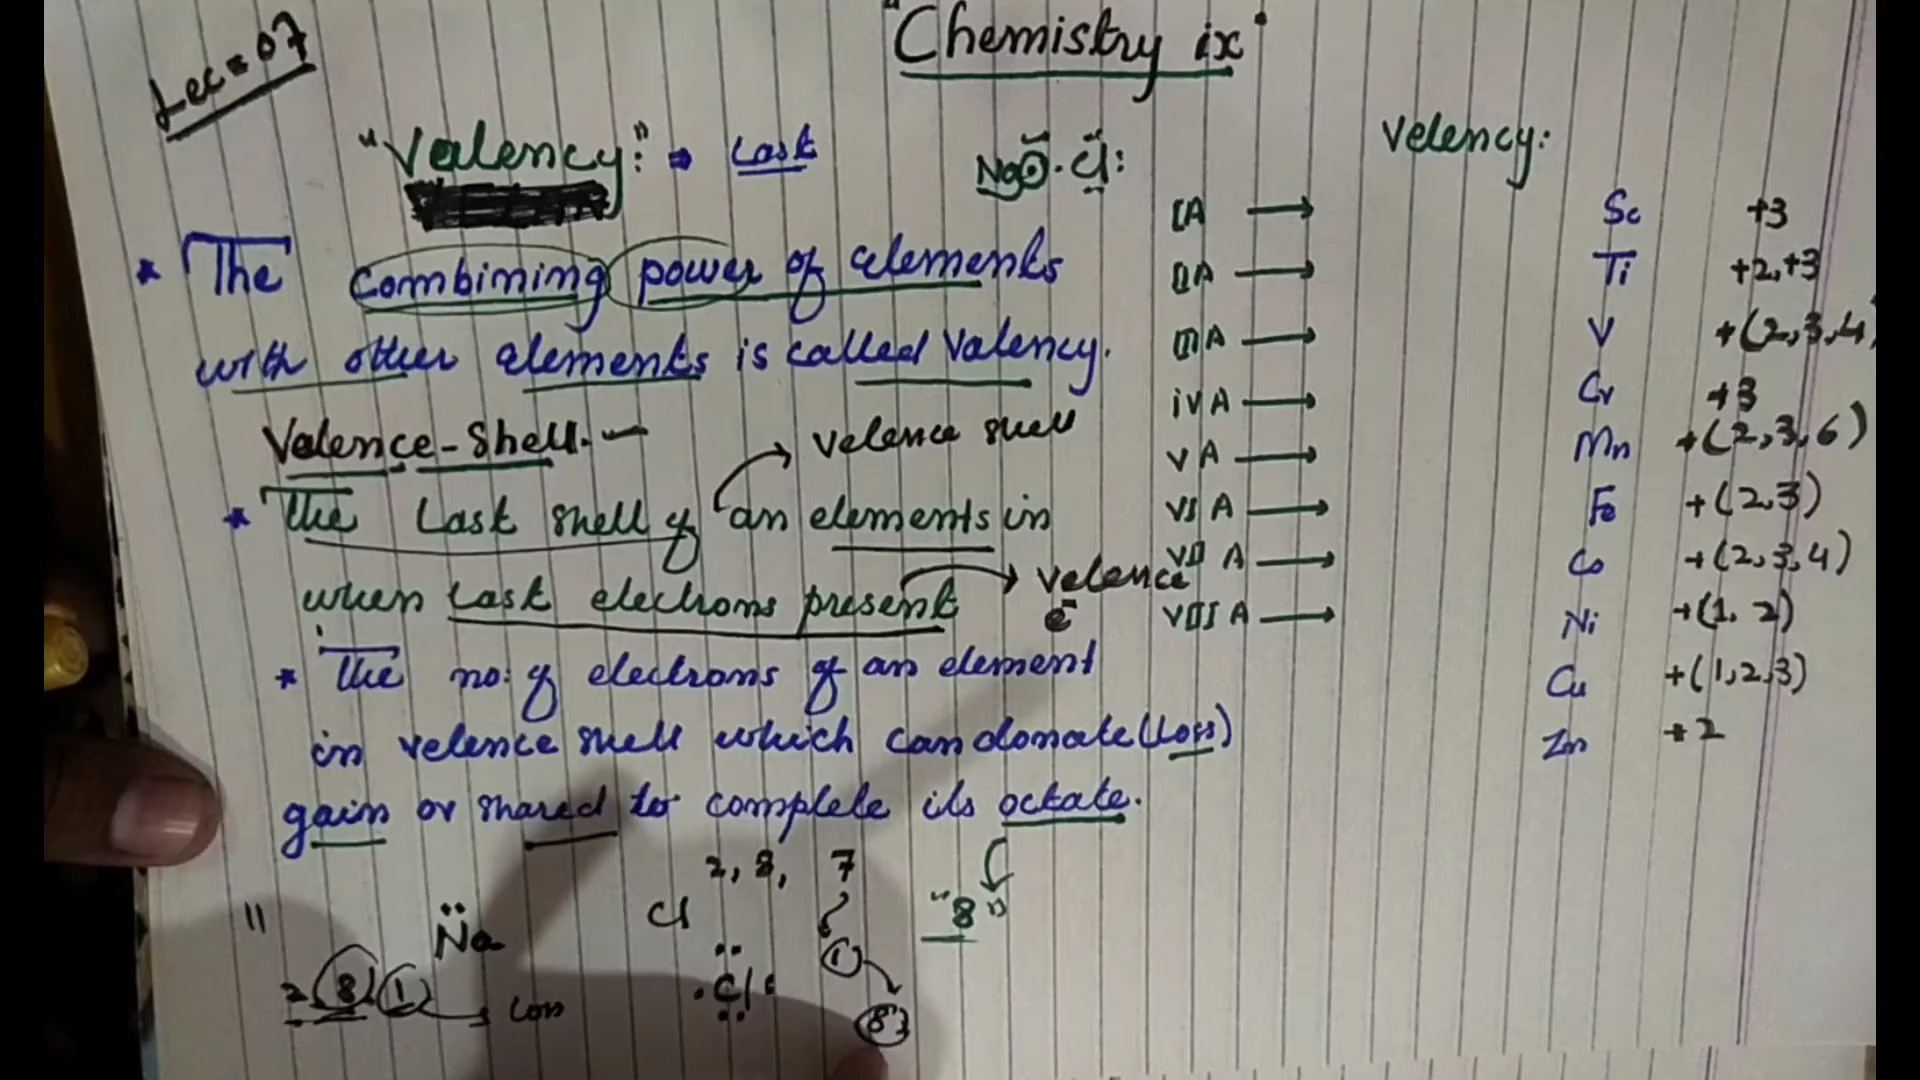 Lec = 07
"Chemistry ix"
"Valency:" ⇒ Last
Na⊙ . Cl :
* The Combining power of elements
with other elements is called Valency.
Valence-Shell. -
velence shell
* The Last shell of an elements in
when Last electrons present
velence
e⁻
* The no: of electrons of an element
in velence shell which can donate (Loss)
gain or shared to complete its octate.
"8"
"
Na
2, 8, 1
Loss
Cl
2, 8, 7
1
8
Cl
Velency:
IA →
IIA →
IIIA →
iVA →
VA →
VIA →
VIIA →
VIIIA →
Sc +3
Ti +2,+3
V +(2,3,4)
Cr +3
Mn +(2,3,6)
Fe +(2,3)
Co +(2,3,4)
Ni +(1, 2)
Cu +(1,2,3)
Zn +2